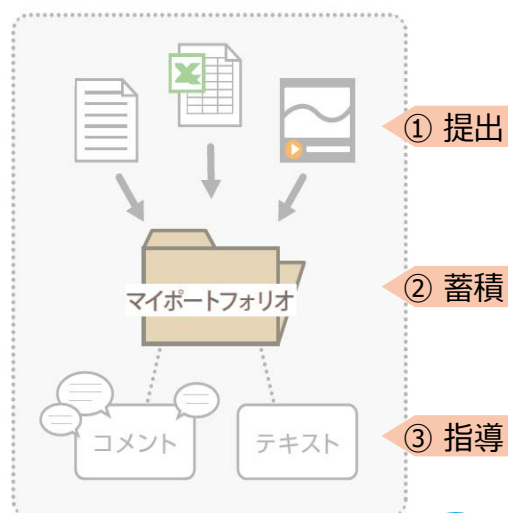 ① 提出
マイポートフォリオ
② 蓄積
コメント
テキスト
③ 指導